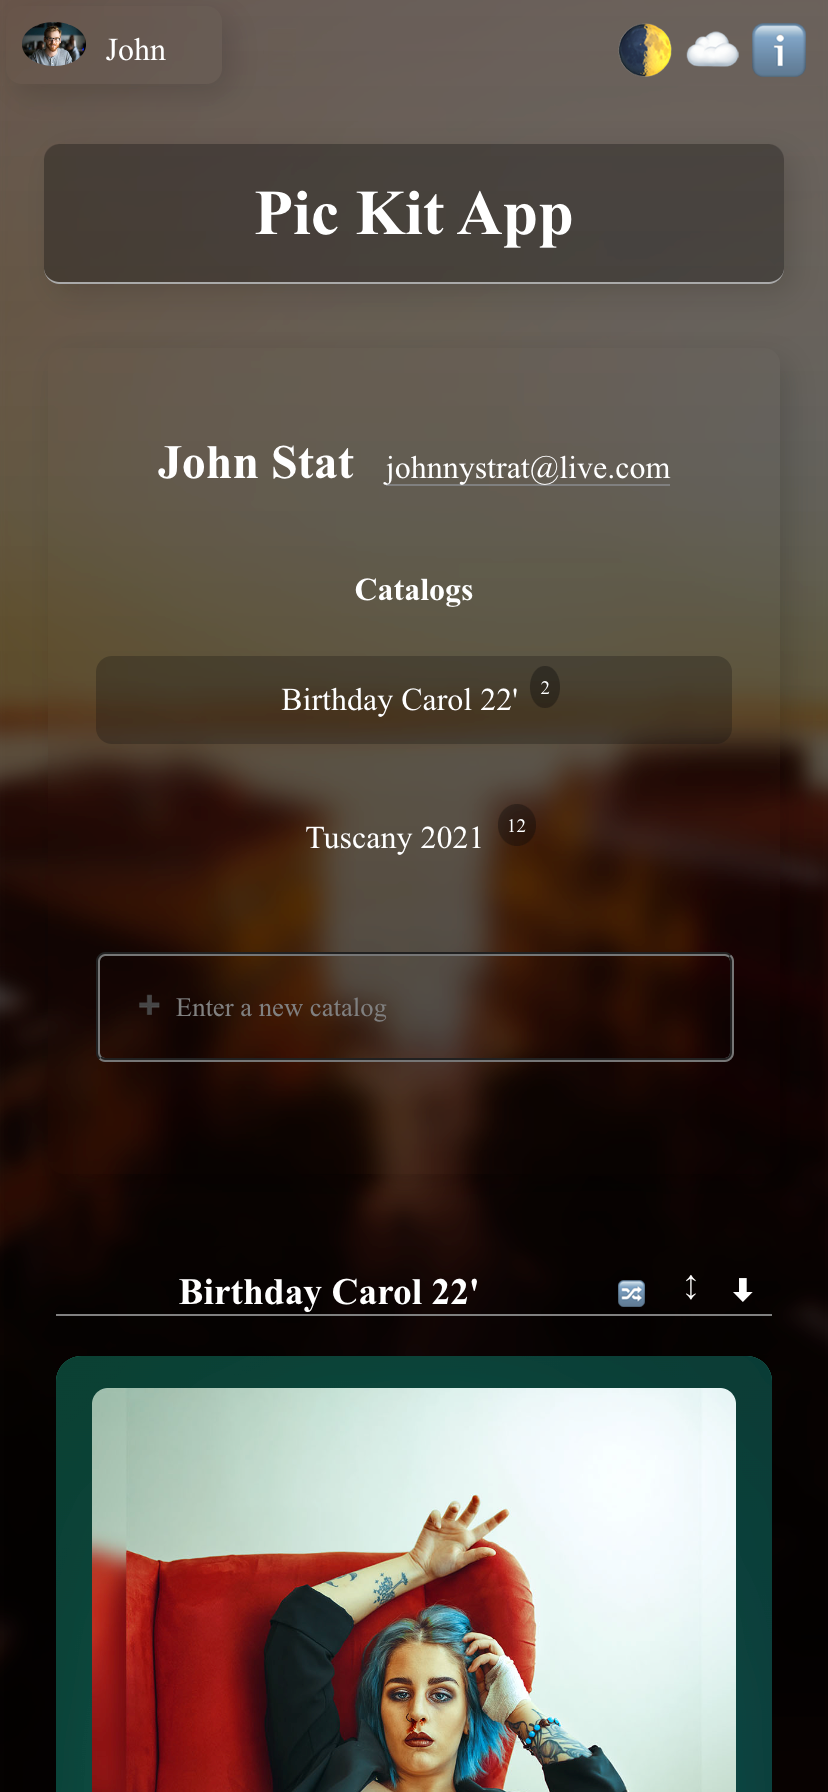 John
Pic Kit App
John Stat johnnystrat@live.com
Catalogs
Birthday Carol 22' 2
Tuscany 2021 12
Enter a new catalog
Birthday Carol 22'